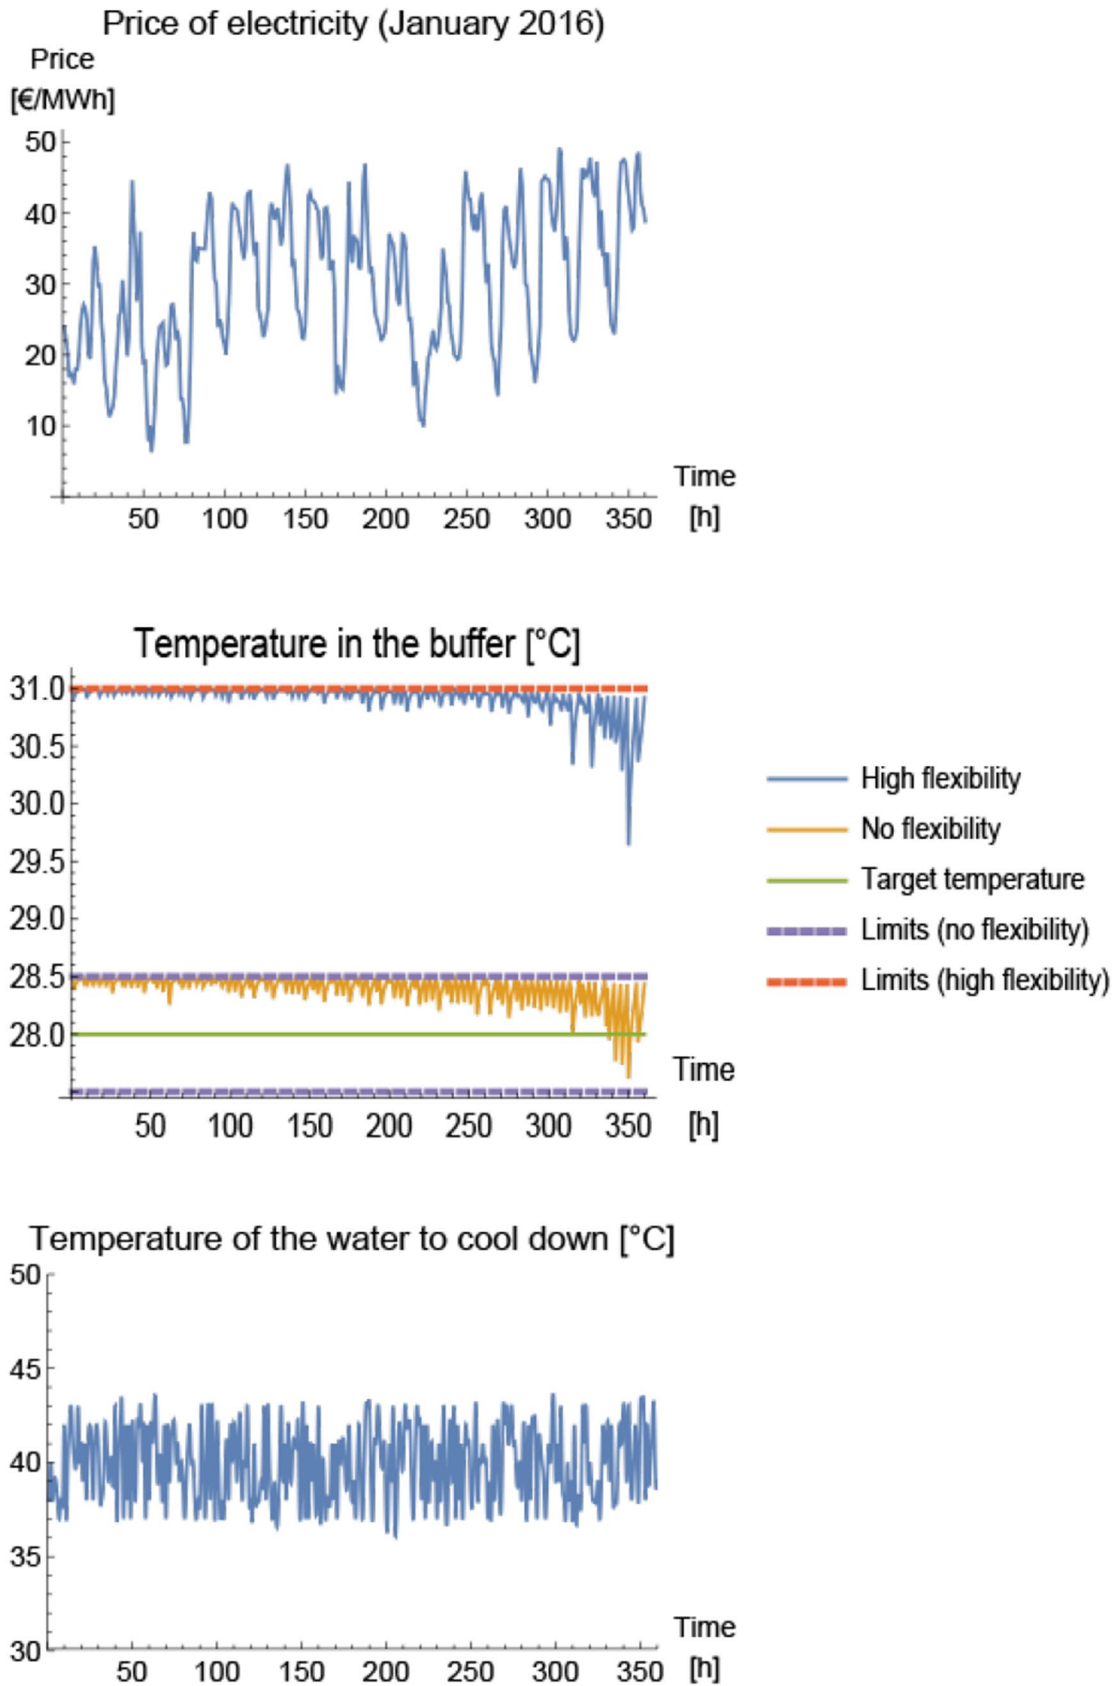 Price of electricity (January 2016)
Price
[€/MWh]
50
40
30
20
10
50 100 150 200 250 300 350
Time
[h]
Temperature in the buffer [°C]
31.0
30.5
30.0
29.5
29.0
28.5
28.0
50 100 150 200 250 300 350
Time
[h]
High flexibility
No flexibility
Target temperature
Limits (no flexibility)
Limits (high flexibility)
Temperature of the water to cool down [°C]
50
45
40
35
30
50 100 150 200 250 300 350
Time
[h]